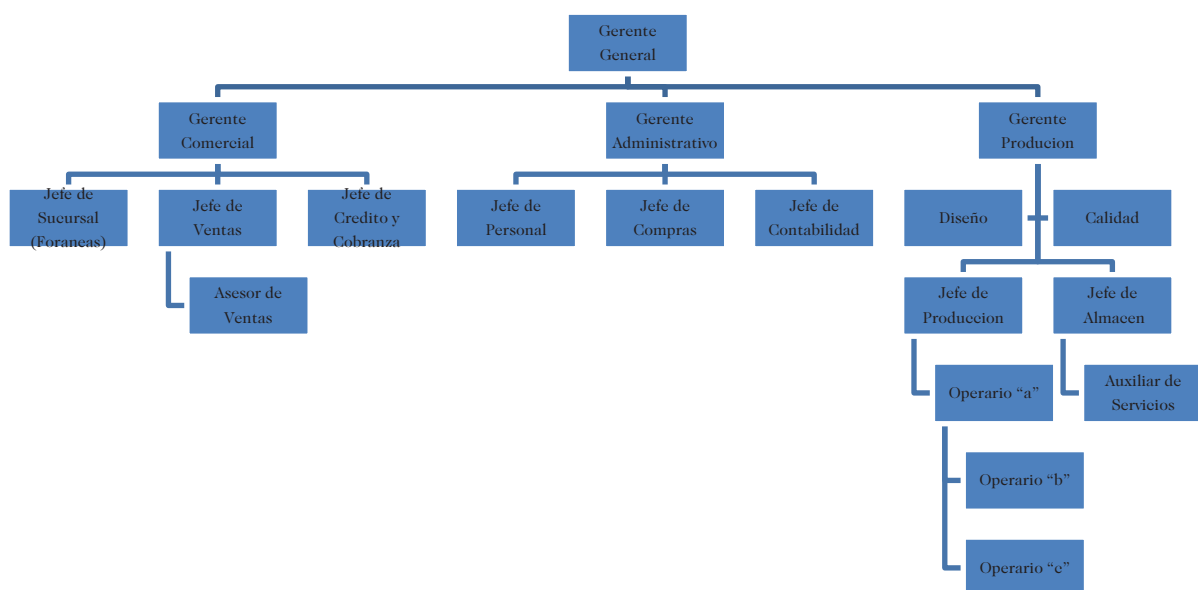 Gerente
General
Gerente
Comercial
Gerente
Administrativo
Gerente
Producion
Jefe de
Sucursal
(Foraneas)
Jefe de
Ventas
Jefe de
Credito y
Cobranza
Jefe de
Personal
Jefe de
Compras
Jefe de
Contabilidad
Diseño
Calidad
Asesor de
Ventas
Jefe de
Produccion
Jefe de
Almacen
Operario “a”
Auxiliar de
Servicios
Operario “b”
Operario “c”